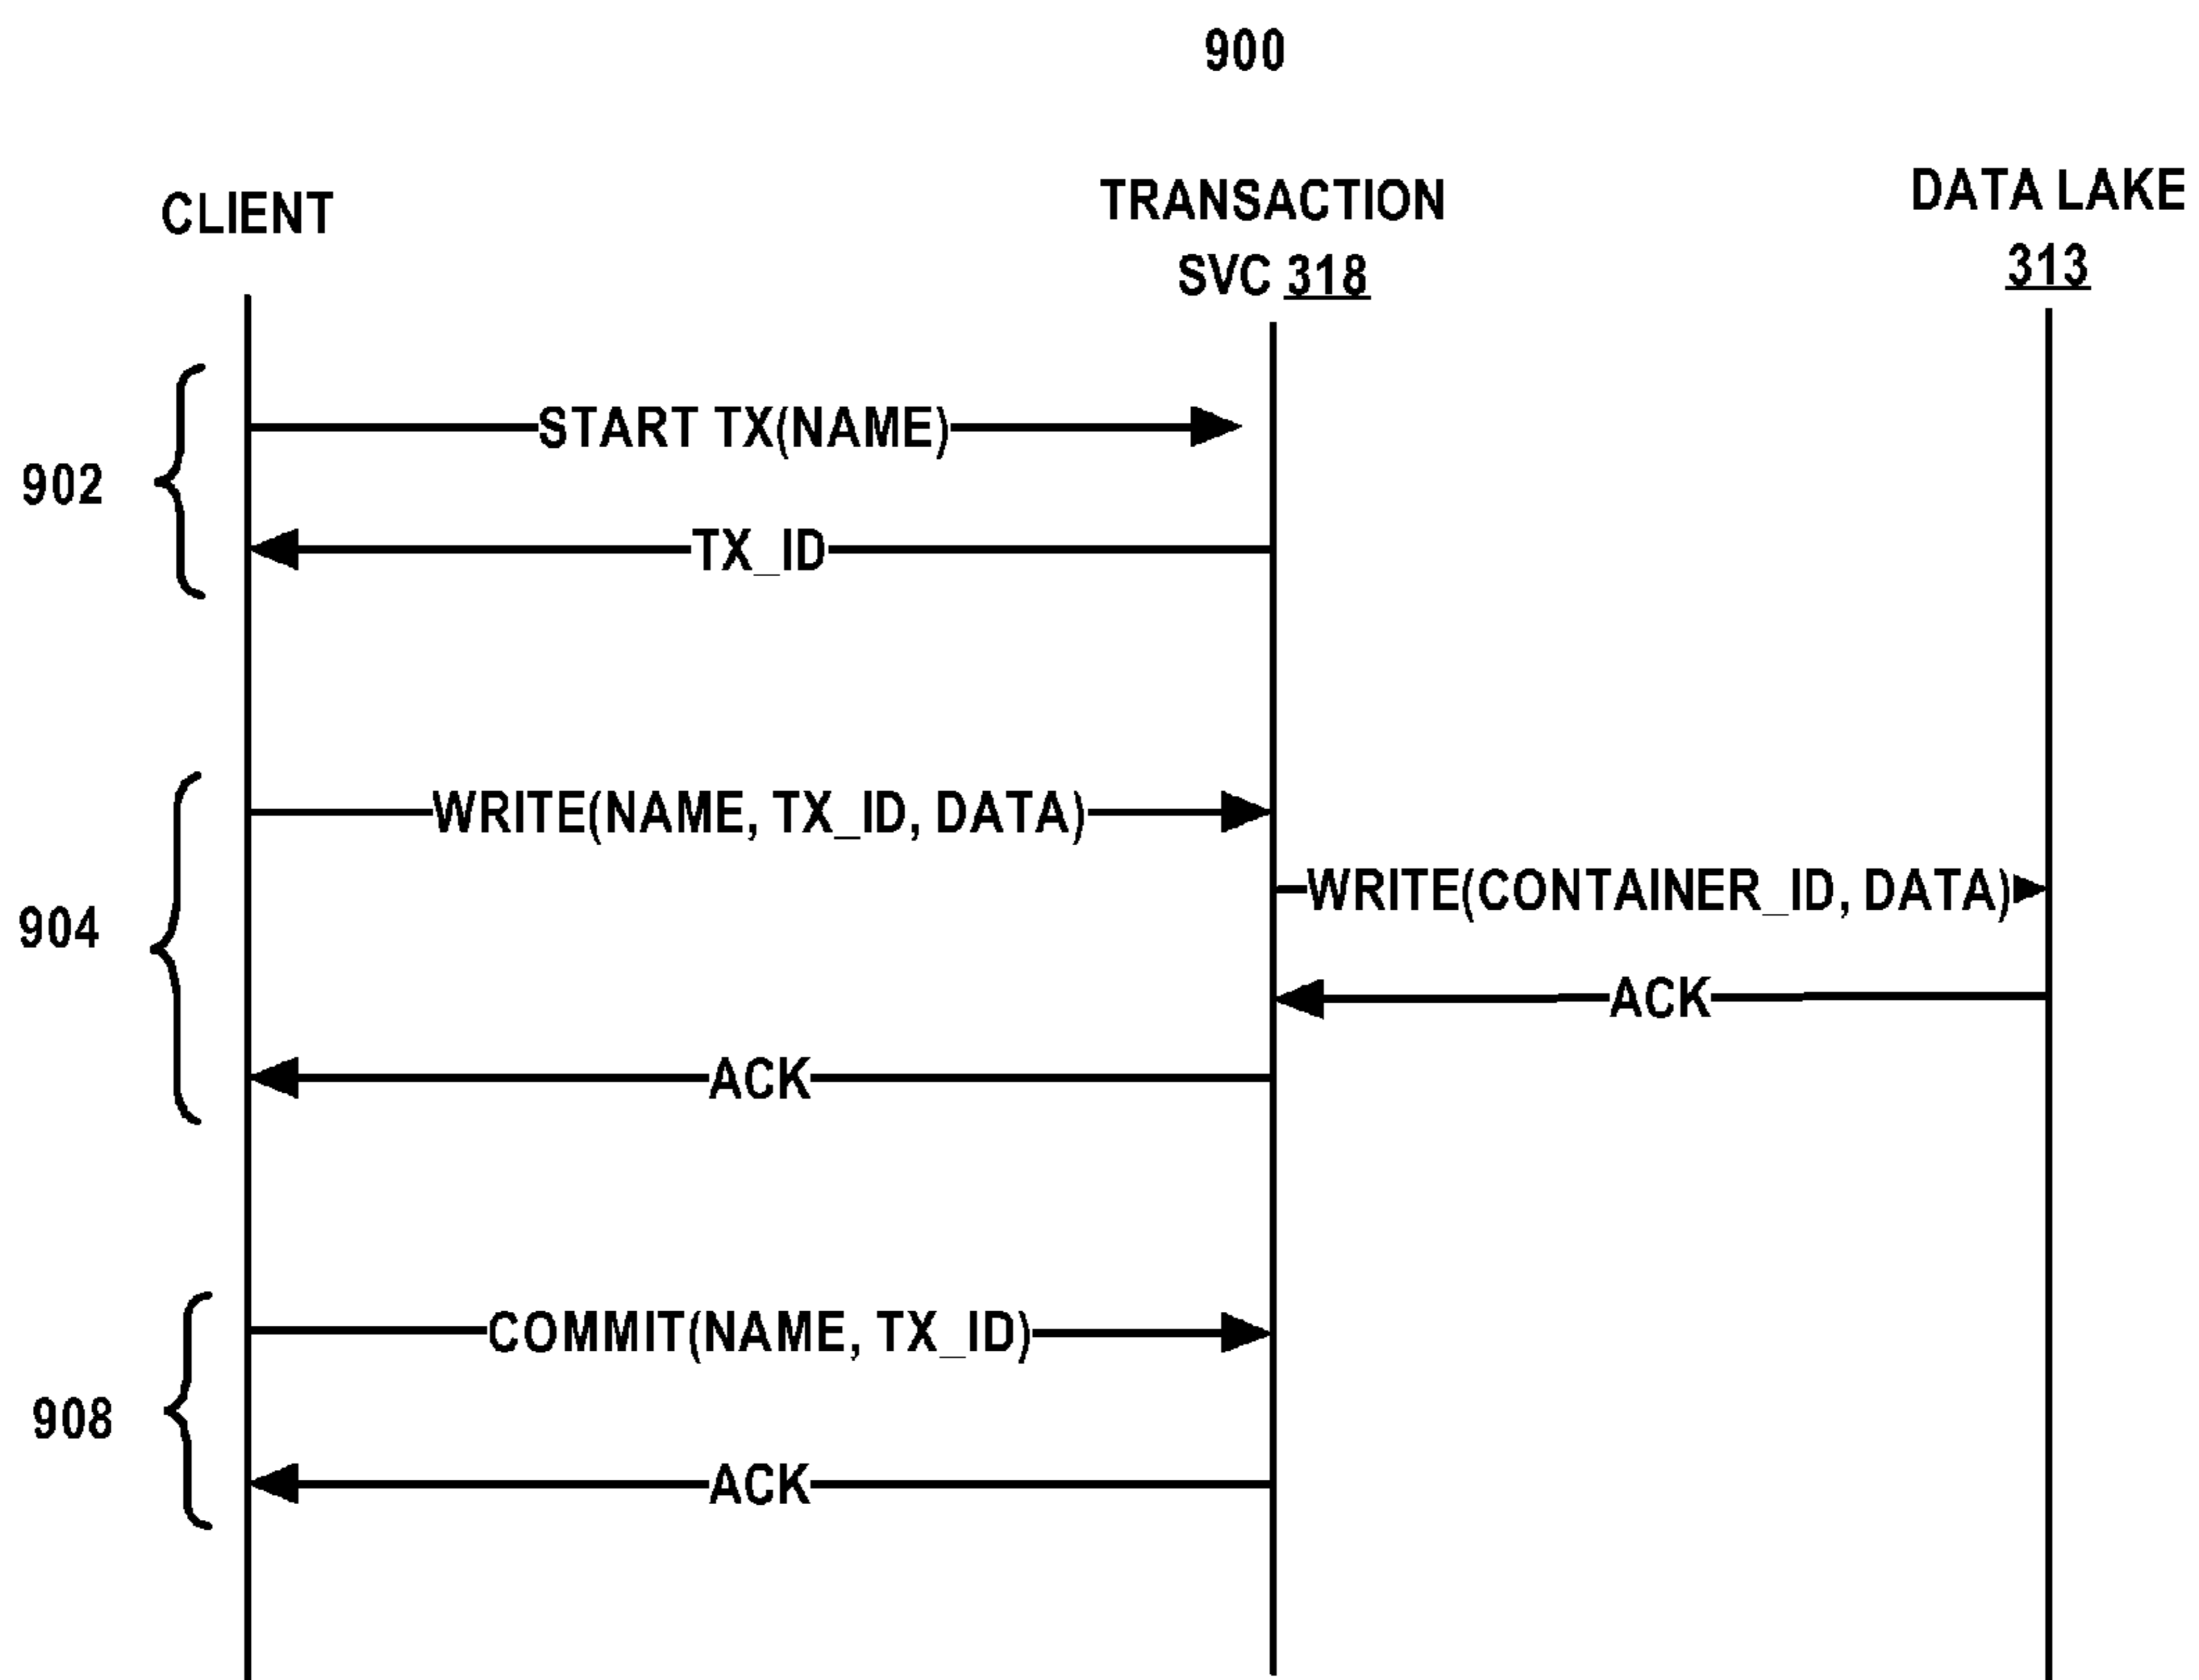 900
CLIENT
TRANSACTION
SVC 318
DATA LAKE
313
START TX(NAME)
902
TX_ID
WRITE(NAME, TX_ID, DATA)
WRITE(CONTAINER_ID, DATA)
904
ACK
ACK
COMMIT(NAME, TX_ID)
908
ACK